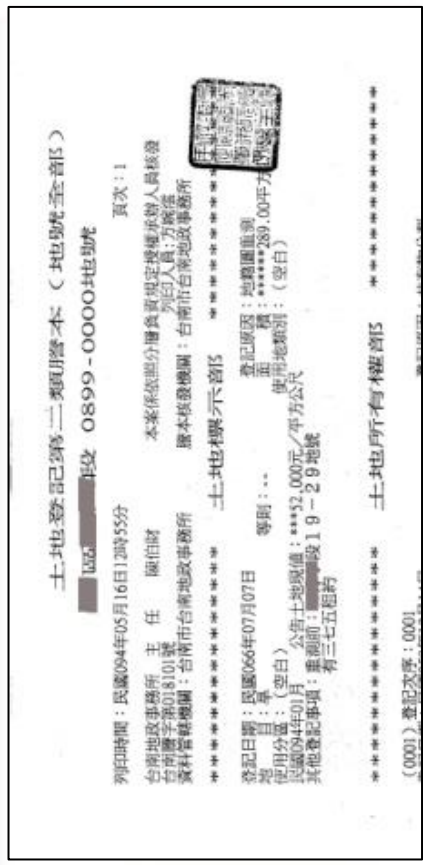 土地登記第二類謄本（地號全部）
區 段 0899-0000地號
列印時間：民國094年05月16日12時55分 頁次：1
台南地政事務所 主 任 陳伯財 本案係依照分層負責規定授權承辦人員核發
台南謄字第018101號 列印人員：方婉蓉
資料管轄機關：台南市台南地政事務所 謄本核發機關：台南市台南地政事務所
＊＊＊＊＊＊＊＊＊＊＊ 土地標示部 ＊＊＊＊＊＊＊＊＊＊＊
登記日期：民國066年07月07日 登記原因：地籍圖重測
地 目：旱 等則：-- 面 積：＊＊＊＊＊＊289.00平方
使用分區：（空白） 使用地類別：（空白）
民國094年01月 公告土地現值：＊＊＊52,000元／平方公尺
其他登記事項：重測前： 段19-29地號
有三七五租約
＊＊＊＊＊＊＊＊＊＊＊ 土地所有權部 ＊＊＊＊＊＊＊＊＊＊＊
（0001）登記次序：0001